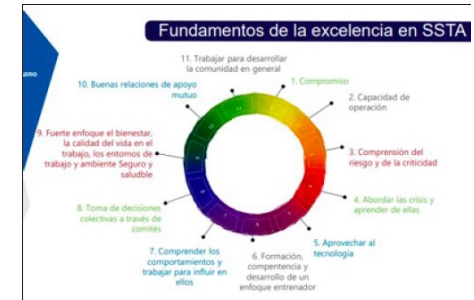 Fundamentos de la excelencia en SSTA
ano
11. Trabajar para desarrollar
la comunidad en general
1. Compromiso
2. Capacidad de
operación
3. Comprensión del
riesgo y de la criticidad
4. Abordar las crisis y
aprender de ellas
5. Aprovechar al
tecnología
6. Formación,
compentencia y
desarrollo de un
enfoque entrenador
7. Comprender los
comportamientos y
trabajar para influir en
ellos
8. Toma de decisiones
colectivas a través de
comités
9. Fuerte enfoque el bienestar,
la calidad del vida en el
trabajo, los entornos de
trabajo y ambiente Seguro y
saludble
10. Buenas relaciones de apoyo
mutuo